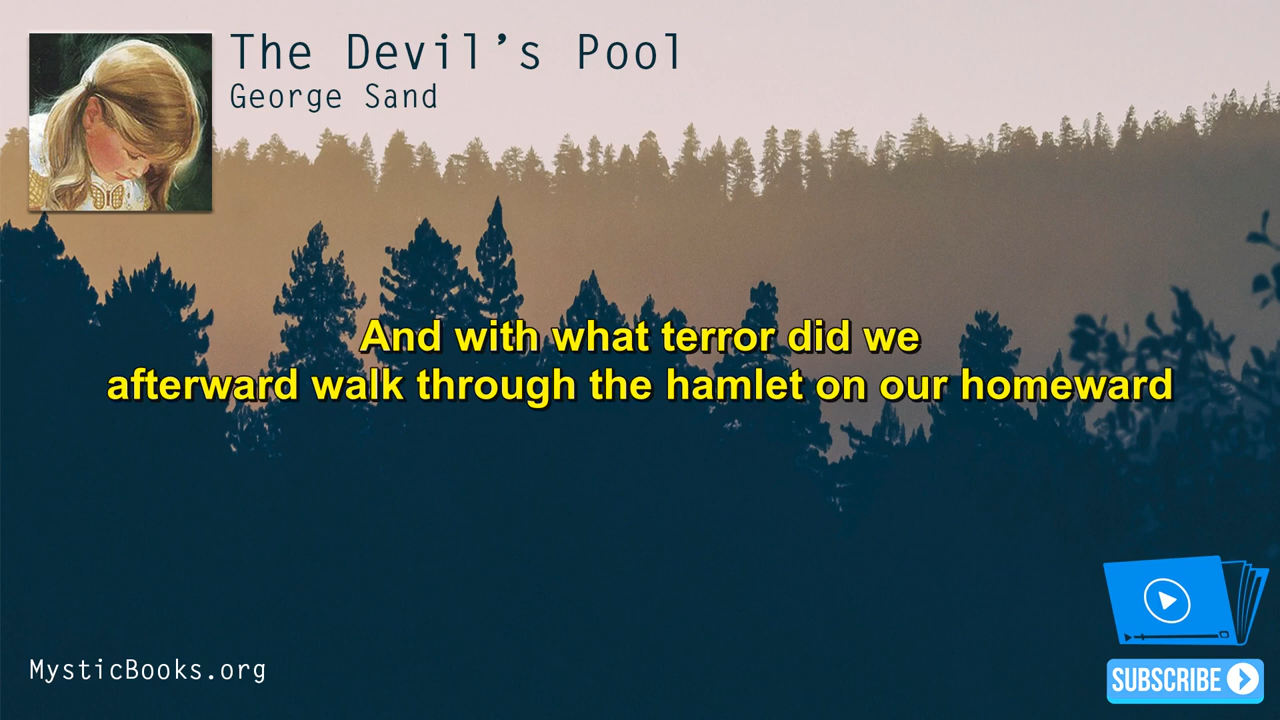 The Devil's Pool
George Sand
And with what terror did we
afterward walk through the hamlet on our homeward
MysticBooks.org
SUBSCRIBE